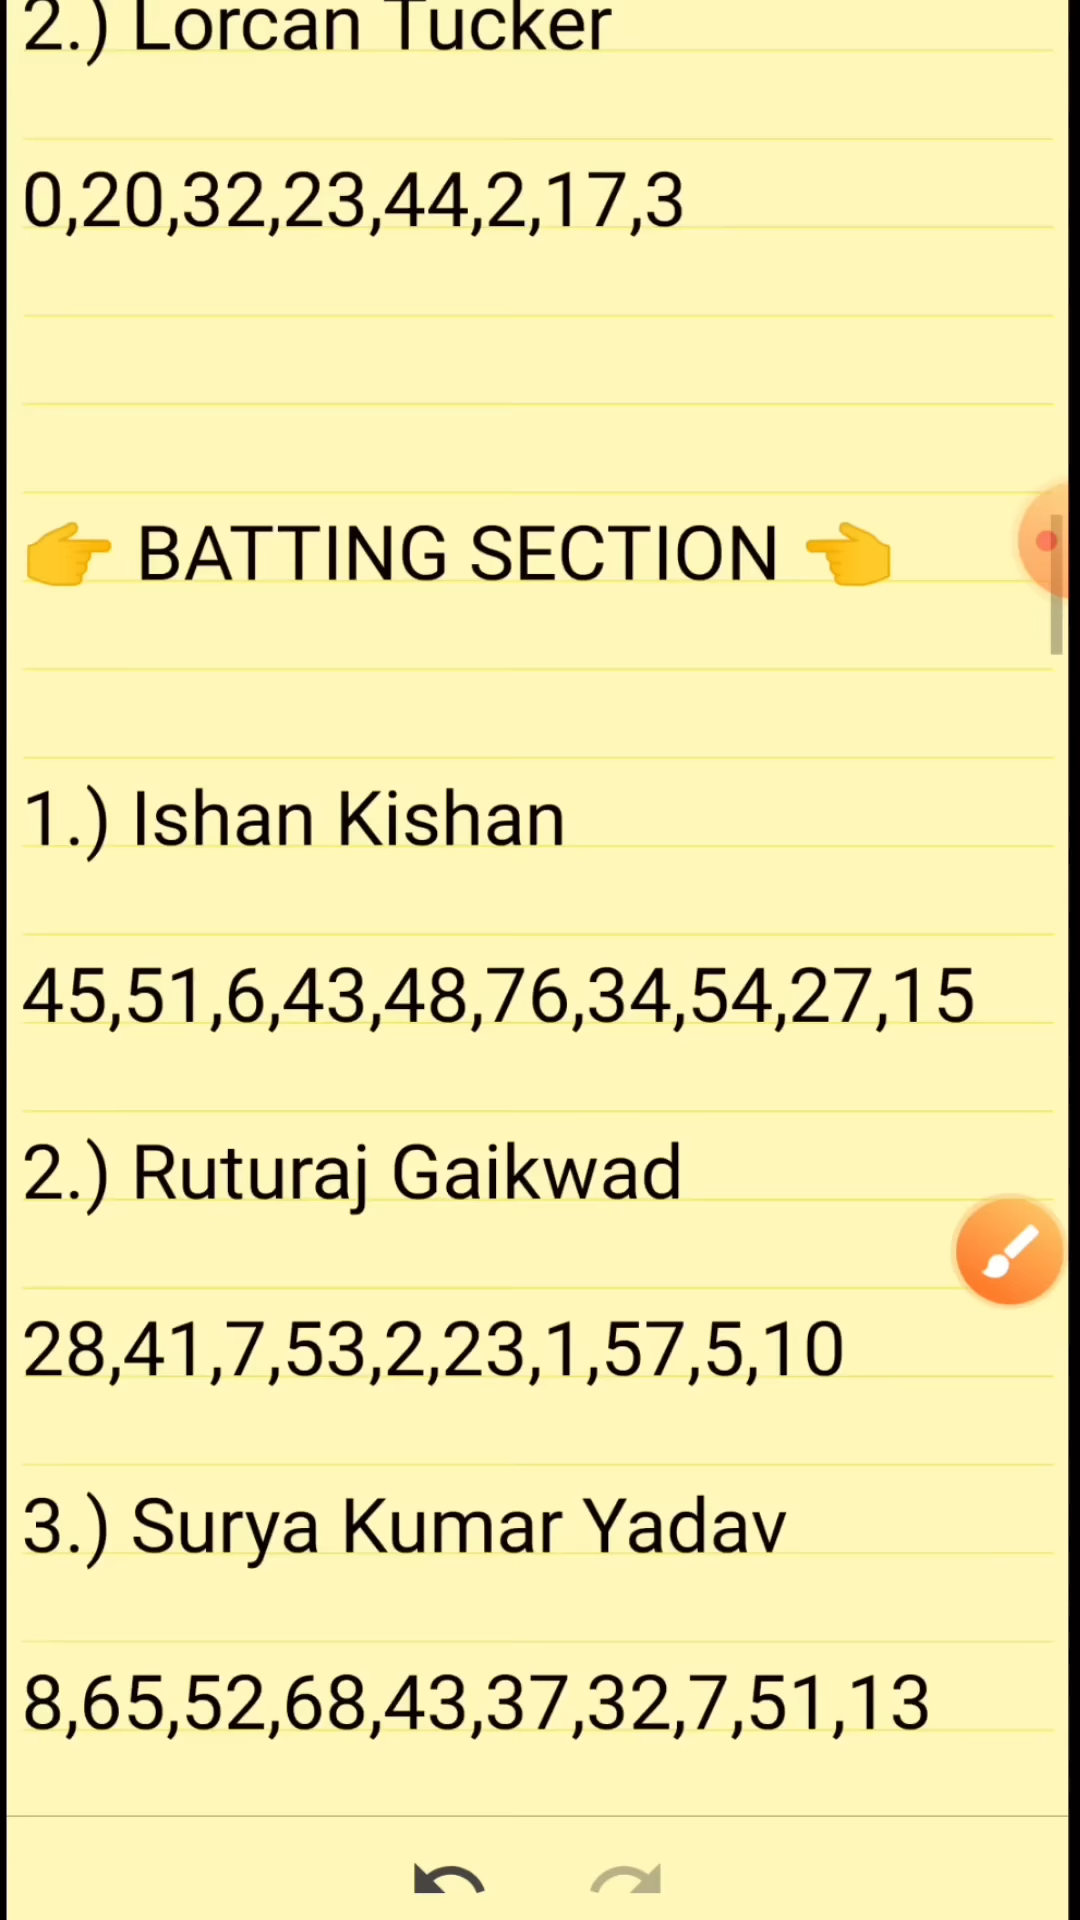 2.) Lorcan Tucker
0,20,32,23,44,2,17,3
👉 BATTING SECTION 👈
1.) Ishan Kishan
45,51,6,43,48,76,34,54,27,15
2.) Ruturaj Gaikwad
28,41,7,53,2,23,1,57,5,10
3.) Surya Kumar Yadav
8,65,52,68,43,37,32,7,51,13